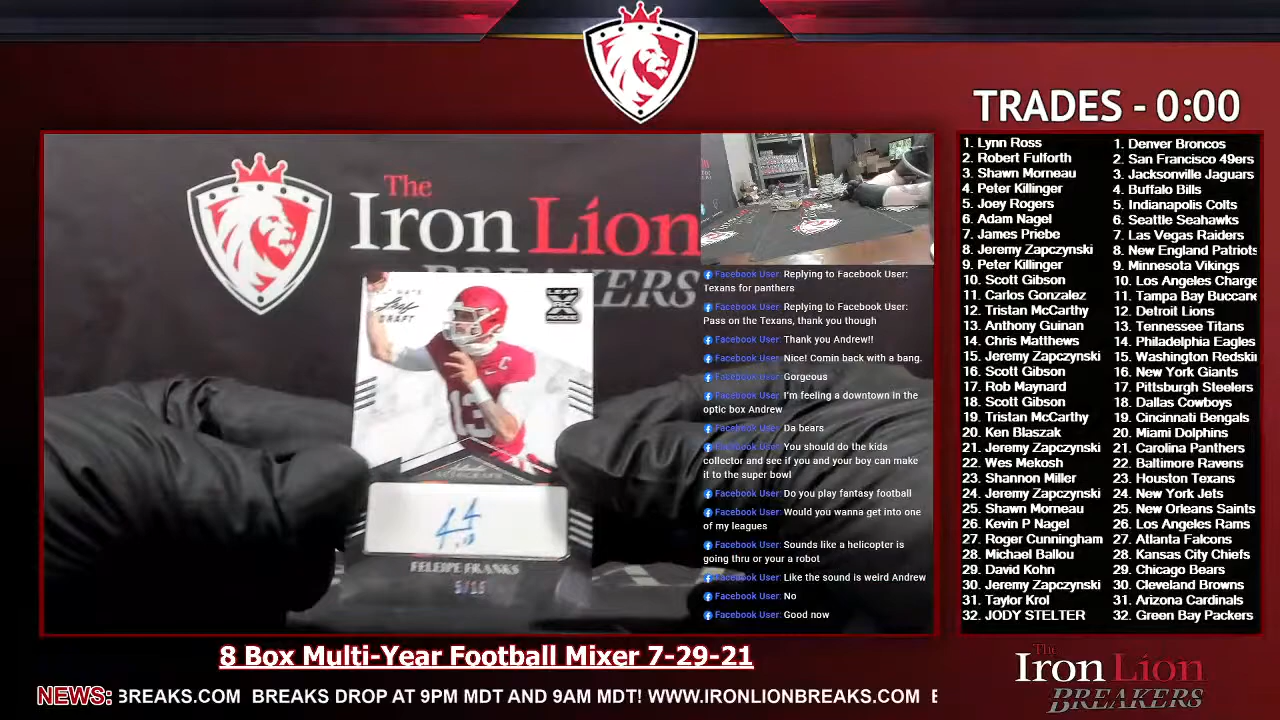 TRADES - 0:00
The
Iron Lion
BREAKERS
LEAF
DRAFT
LEAF
X
13
C
FELEIPE FRANKS
5/15
Facebook User: Replying to Facebook User:
Texans for panthers
Facebook User: Replying to Facebook User:
Pass on the Texans, thank you though
Facebook User: Thank you Andrew!!
Facebook User: Nice! Comin back with a bang.
Facebook User: Gorgeous
Facebook User: I'm feeling a downtown in the
optic box Andrew
Facebook User: Da bears
Facebook User: You should do the kids
collector and see if you and your boy can make
it to the super bowl
Facebook User: Do you play fantasy football
Facebook User: Would you wanna get into one
of my leagues
Facebook User: Sounds like a helicopter is
going thru or your a robot
Facebook User: Like the sound is weird Andrew
Facebook User: No
Facebook User: Good now
1. Lynn Ross
2. Robert Fulforth
3. Shawn Morneau
4. Peter Killinger
5. Joey Rogers
6. Adam Nagel
7. James Priebe
8. Jeremy Zapczynski
9. Peter Killinger
10. Scott Gibson
11. Carlos Gonzalez
12. Tristan McCarthy
13. Anthony Guinan
14. Chris Matthews
15. Jeremy Zapczynski
16. Scott Gibson
17. Rob Maynard
18. Scott Gibson
19. Tristan McCarthy
20. Ken Blaszak
21. Jeremy Zapczynski
22. Wes Mekosh
23. Shannon Miller
24. Jeremy Zapczynski
25. Shawn Morneau
26. Kevin P Nagel
27. Roger Cunningham
28. Michael Ballou
29. David Kohn
30. Jeremy Zapczynski
31. Taylor Krol
32. JODY STELTER
1. Denver Broncos
2. San Francisco 49ers
3. Jacksonville Jaguars
4. Buffalo Bills
5. Indianapolis Colts
6. Seattle Seahawks
7. Las Vegas Raiders
8. New England Patriots
9. Minnesota Vikings
10. Los Angeles Charge
11. Tampa Bay Buccane
12. Detroit Lions
13. Tennessee Titans
14. Philadelphia Eagles
15. Washington Redski
16. New York Giants
17. Pittsburgh Steelers
18. Dallas Cowboys
19. Cincinnati Bengals
20. Miami Dolphins
21. Carolina Panthers
22. Baltimore Ravens
23. Houston Texans
24. New York Jets
25. New Orleans Saints
26. Los Angeles Rams
27. Atlanta Falcons
28. Kansas City Chiefs
29. Chicago Bears
30. Cleveland Browns
31. Arizona Cardinals
32. Green Bay Packers
8 Box Multi-Year Football Mixer 7-29-21
NEWS: BREAKS.COM BREAKS DROP AT 9PM MDT AND 9AM MDT! WWW.IRONLIONBREAKS.COM
The
Iron Lion
BREAKERS